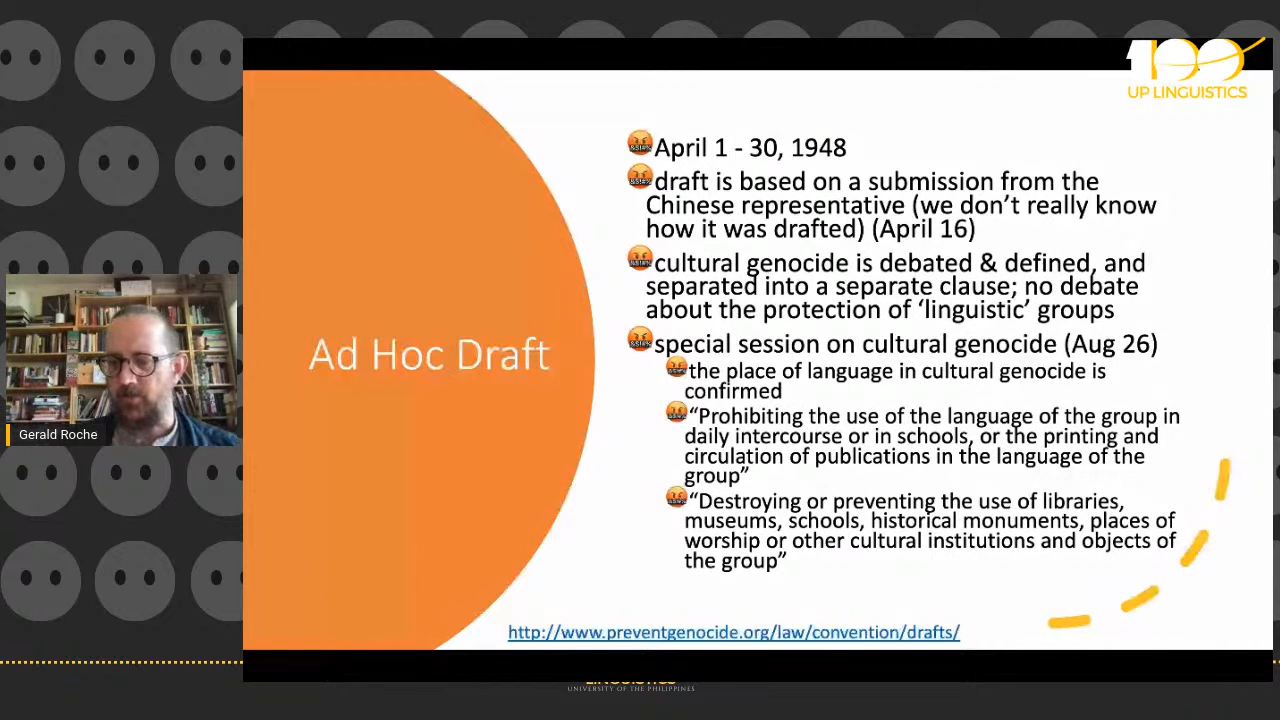 100
UP LINGUISTICS
April 1 - 30, 1948
draft is based on a submission from the
Chinese representative (we don’t really know
how it was drafted) (April 16)
cultural genocide is debated & defined, and
separated into a separate clause; no debate
about the protection of ‘linguistic’ groups
special session on cultural genocide (Aug 26)
the place of language in cultural genocide is
confirmed
“Prohibiting the use of the language of the group in
daily intercourse or in schools, or the printing and
circulation of publications in the language of the
group”
“Destroying or preventing the use of libraries,
museums, schools, historical monuments, places of
worship or other cultural institutions and objects of
the group”
Ad Hoc Draft
Gerald Roche
http://www.preventgenocide.org/law/convention/drafts/
LINGUISTICS
UNIVERSITY OF THE PHILIPPINES